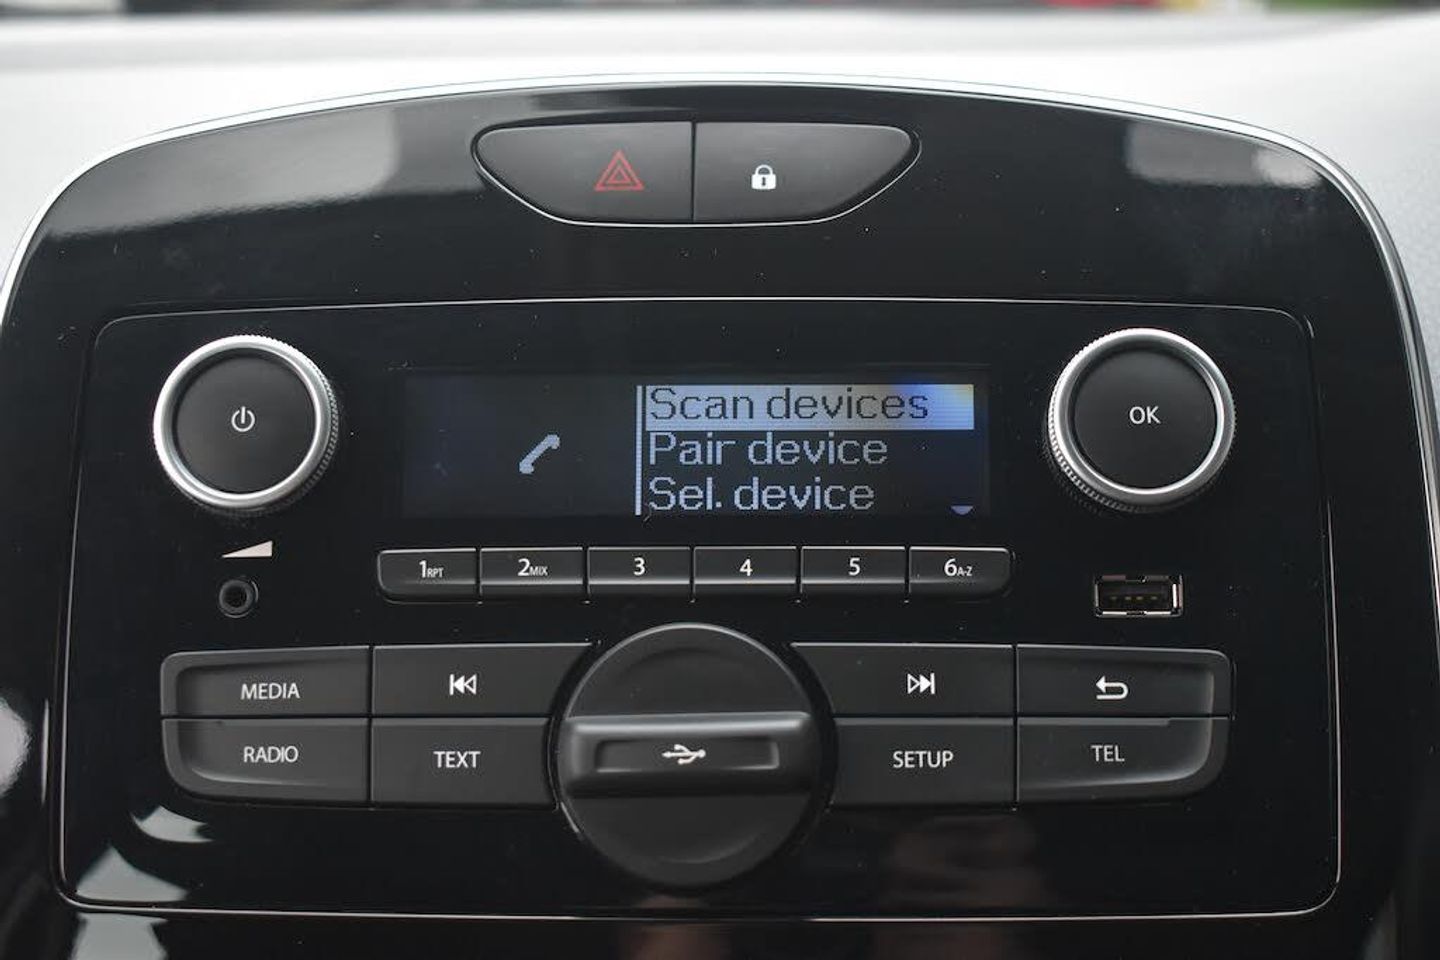 Scan devices
Pair device
Sel. device
OK
1RPT 2MIX 3 4 5 6A-Z
MEDIA
RADIO TEXT SETUP TEL